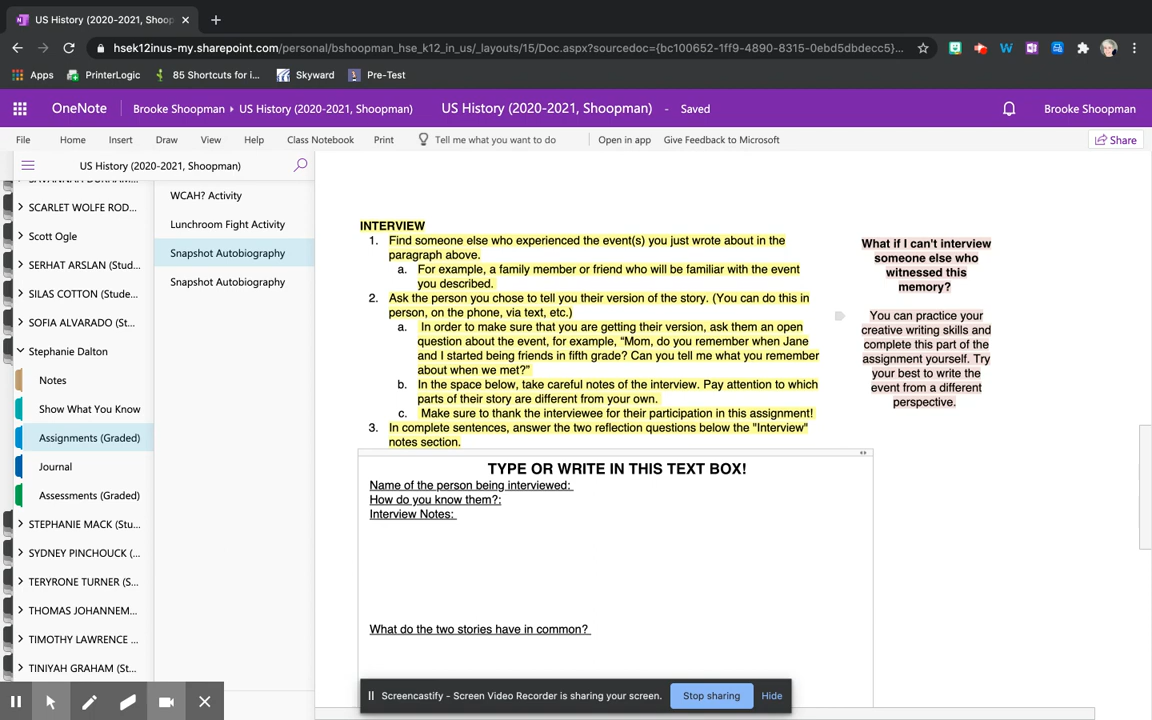 US History (2020-2021, Shoop
hsek12inus-my.sharepoint.com/personal/bshoopman_hse_k12_in_us/_layouts/15/Doc.aspx?sourcedoc={bc100652-1ff9-4890-8315-0ebd5dbdecc5}...
Apps
PrinterLogic
85 Shortcuts for i...
Skyward
Pre-Test
OneNote
Brooke Shoopman ▸ US History (2020-2021, Shoopman)
US History (2020-2021, Shoopman) - Saved
Brooke Shoopman
File Home Insert Draw View Help Class Notebook Print Tell me what you want to do Open in app Give Feedback to Microsoft Share
US History (2020-2021, Shoopman)
SCARLET WOLFE ROD...
Scott Ogle
SERHAT ARSLAN (Stud...
SILAS COTTON (Stude...
SOFIA ALVARADO (St...
Stephanie Dalton
Notes
Show What You Know
Assignments (Graded)
Journal
Assessments (Graded)
STEPHANIE MACK (Stu...
SYDNEY PINCHOUCK (...
TERYRONE TURNER (S...
THOMAS JOHANNEM...
TIMOTHY LAWRENCE ...
TINIYAH GRAHAM (St...
WCAH? Activity
Lunchroom Fight Activity
Snapshot Autobiography
Snapshot Autobiography
INTERVIEW
1. Find someone else who experienced the event(s) you just wrote about in the
paragraph above.
a. For example, a family member or friend who will be familiar with the event
you described.
2. Ask the person you chose to tell you their version of the story. (You can do this in
person, on the phone, via text, etc.)
a. In order to make sure that you are getting their version, ask them an open
question about the event, for example, “Mom, do you remember when Jane
and I started being friends in fifth grade? Can you tell me what you remember
about when we met?”
b. In the space below, take careful notes of the interview. Pay attention to which
parts of their story are different from your own.
c. Make sure to thank the interviewee for their participation in this assignment!
3. In complete sentences, answer the two reflection questions below the "Interview"
notes section.
What if I can't interview
someone else who
witnessed this
memory?
You can practice your
creative writing skills and
complete this part of the
assignment yourself. Try
your best to write the
event from a different
perspective.
TYPE OR WRITE IN THIS TEXT BOX!
Name of the person being interviewed:
How do you know them?:
Interview Notes:
What do the two stories have in common?
Screencastify - Screen Video Recorder is sharing your screen.
Stop sharing
Hide